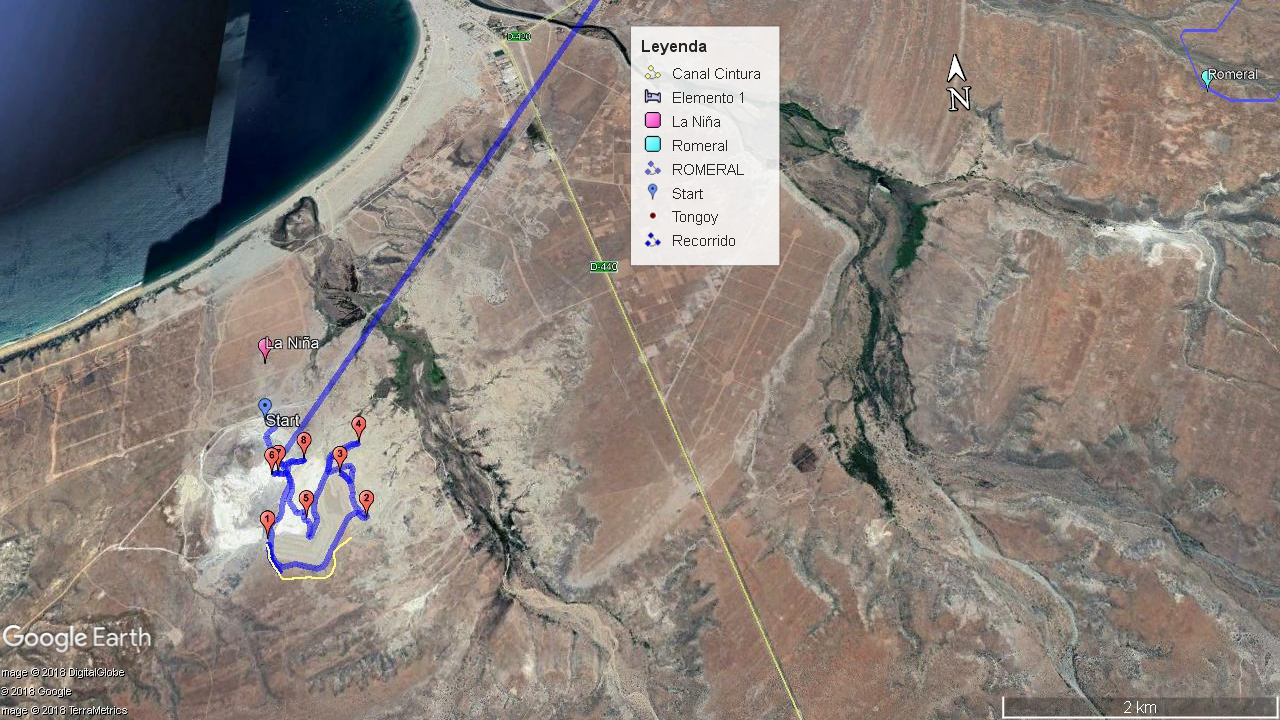 D-420
Leyenda
Canal Cintura
Elemento 1
La Niña
Romeral
ROMERAL
Start
Tongoy
Recorrido
Romeral
N
D-440
La Niña
Start
4
8
6
7
3
5
2
1
Google Earth
mage © 2018 DigitalGlobe
© 2018 Google
mage © 2018 TerraMetrics
2 km